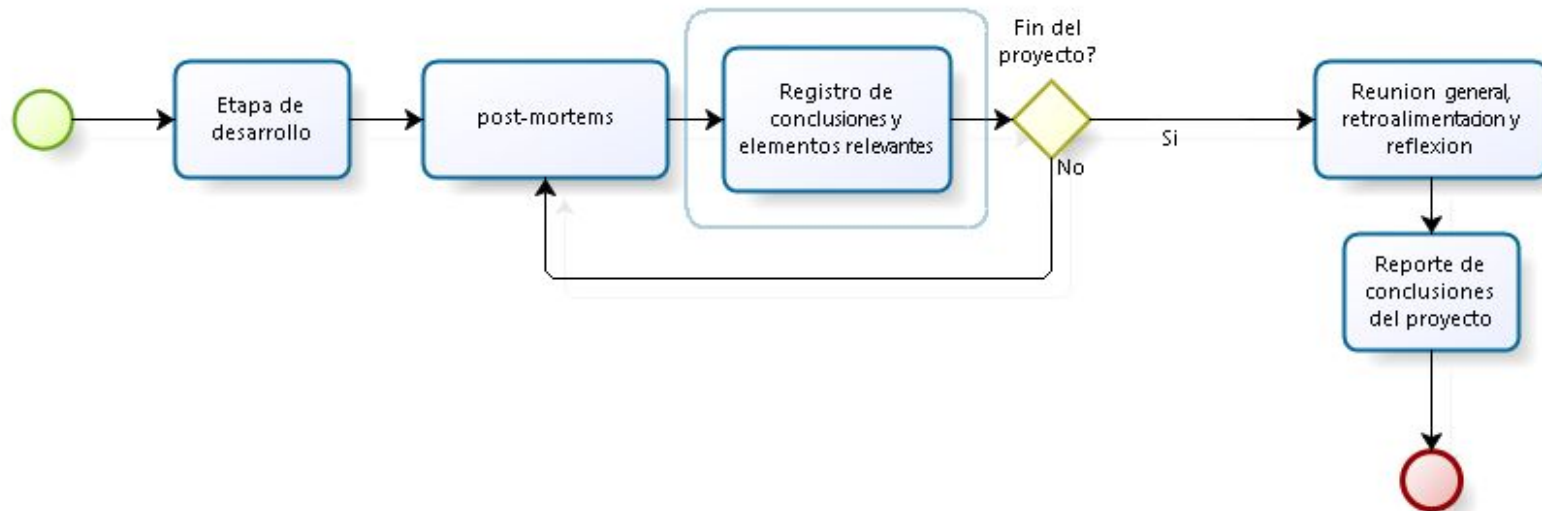 Etapa de
desarrollo
post-mortems
Registro de
conclusiones y
elementos relevantes
Fin del
proyecto?
No
Si
Reunion general,
retroalimentacion y
reflexion
Reporte de
conclusiones
del proyecto